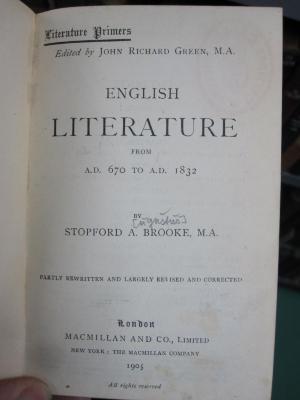 Literature Primers
Edited by JOHN RICHARD GREEN, M.A.
ENGLISH
LITERATURE
FROM
A.D. 670 TO A.D. 1832
BY
STOPFORD A. BROOKE, M.A.
PARTLY REWRITTEN AND LARGELY REVISED AND CORRECTED
London
MACMILLAN AND CO., LIMITED
NEW YORK: THE MACMILLAN COMPANY
1905
All rights reserved